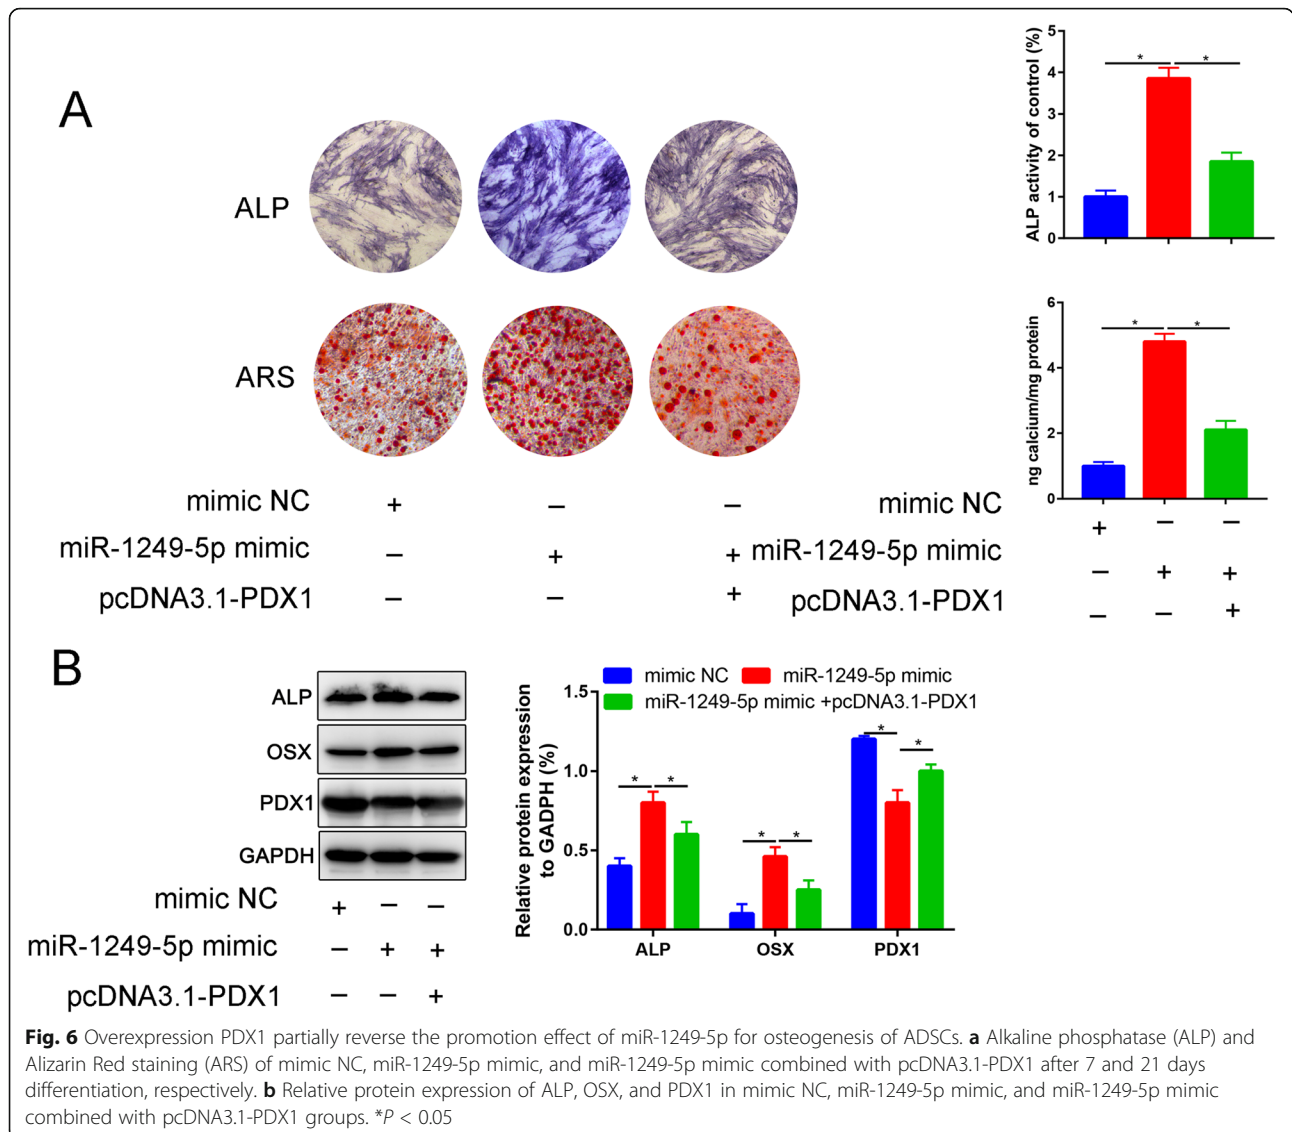 A
ALP
ARS
mimic NC + – –
miR-1249-5p mimic – + +
pcDNA3.1-PDX1 – – +
ALP activity of control (%)
5
4
3
2
1
0
* *
ng calcium/mg protein
6
4
2
0
* *
mimic NC + – –
miR-1249-5p mimic – + +
pcDNA3.1-PDX1 – – +
B
ALP
OSX
PDX1
GAPDH
mimic NC + – –
miR-1249-5p mimic – + +
pcDNA3.1-PDX1 – – +
mimic NC miR-1249-5p mimic
miR-1249-5p mimic +pcDNA3.1-PDX1
Relative protein expression
to GADPH (%)
1.5
1.0
0.5
0.0
* * * * * *
ALP OSX PDX1
Fig. 6 Overexpression PDX1 partially reverse the promotion effect of miR-1249-5p for osteogenesis of ADSCs. a Alkaline phosphatase (ALP) and
Alizarin Red staining (ARS) of mimic NC, miR-1249-5p mimic, and miR-1249-5p mimic combined with pcDNA3.1-PDX1 after 7 and 21 days
differentiation, respectively. b Relative protein expression of ALP, OSX, and PDX1 in mimic NC, miR-1249-5p mimic, and miR-1249-5p mimic
combined with pcDNA3.1-PDX1 groups. *P < 0.05